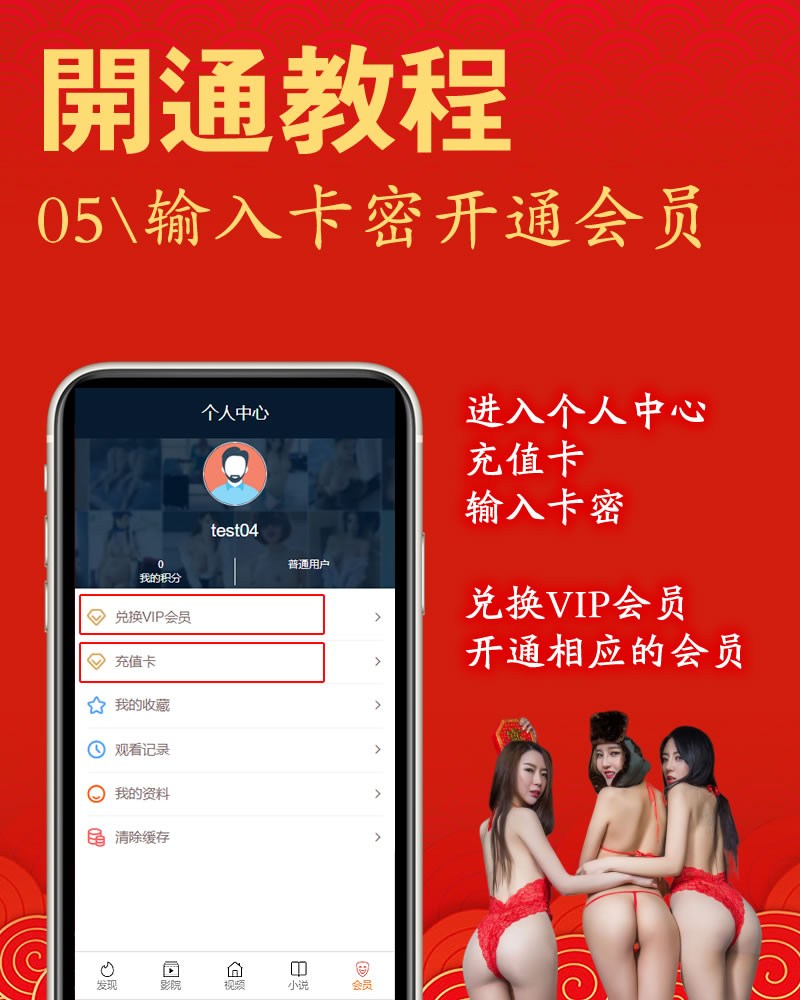 開通教程
05\输入卡密开通会员
个人中心
test04
0
我的积分
普通用户
兑换VIP会员
充值卡
我的收藏
观看记录
我的资料
清除缓存
发现
影院
视频
小说
会员
进入个人中心
充值卡
输入卡密
兑换VIP会员
开通相应的会员